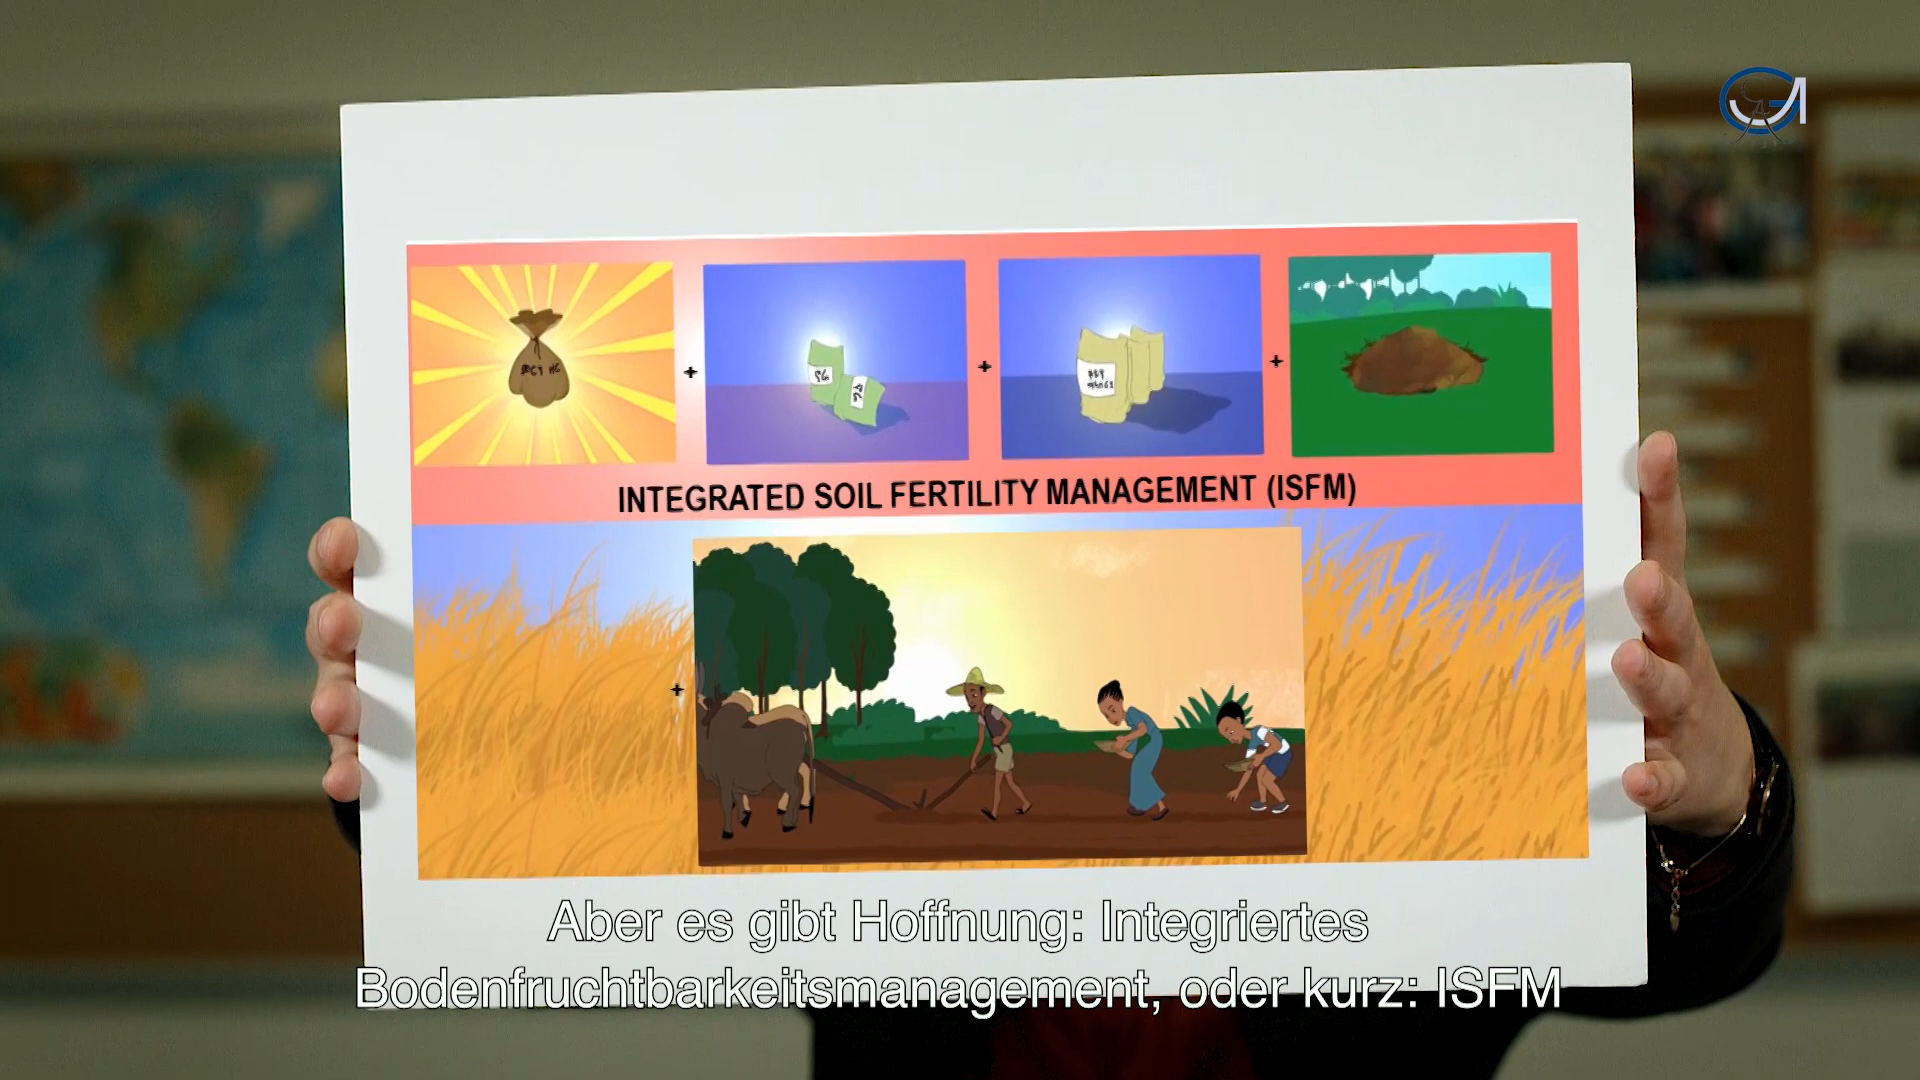 + + +
INTEGRATED SOIL FERTILITY MANAGEMENT (ISFM)
+
Aber es gibt Hoffnung: Integriertes
Bodenfruchtbarkeitsmanagement, oder kurz: ISFM